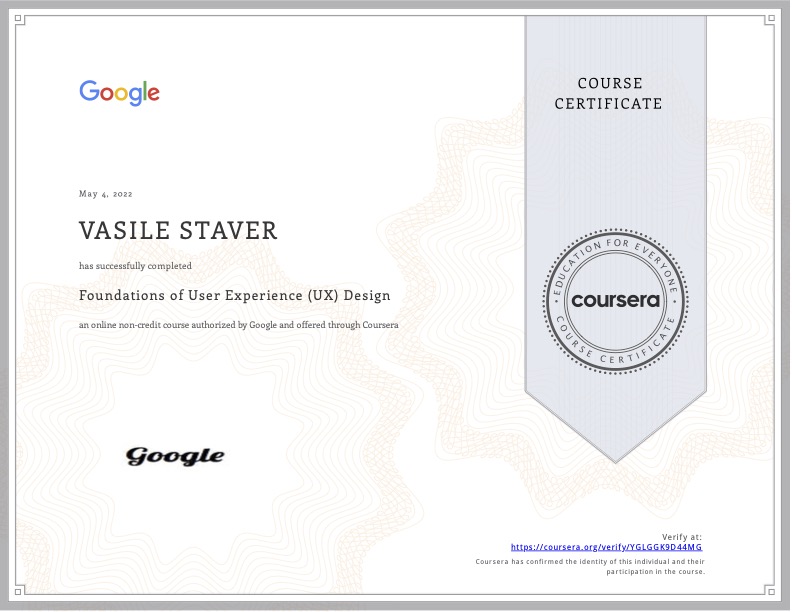 Google
COURSE
CERTIFICATE
May 4, 2022
VASILE STAVER
has successfully completed
Foundations of User Experience (UX) Design
an online non-credit course authorized by Google and offered through Coursera
EDUCATION FOR EVERYONE
coursera
COURSE CERTIFICATE
Google
Verify at:
https://coursera.org/verify/YGLGGK9D44MG
Coursera has confirmed the identity of this individual and their
participation in the course.